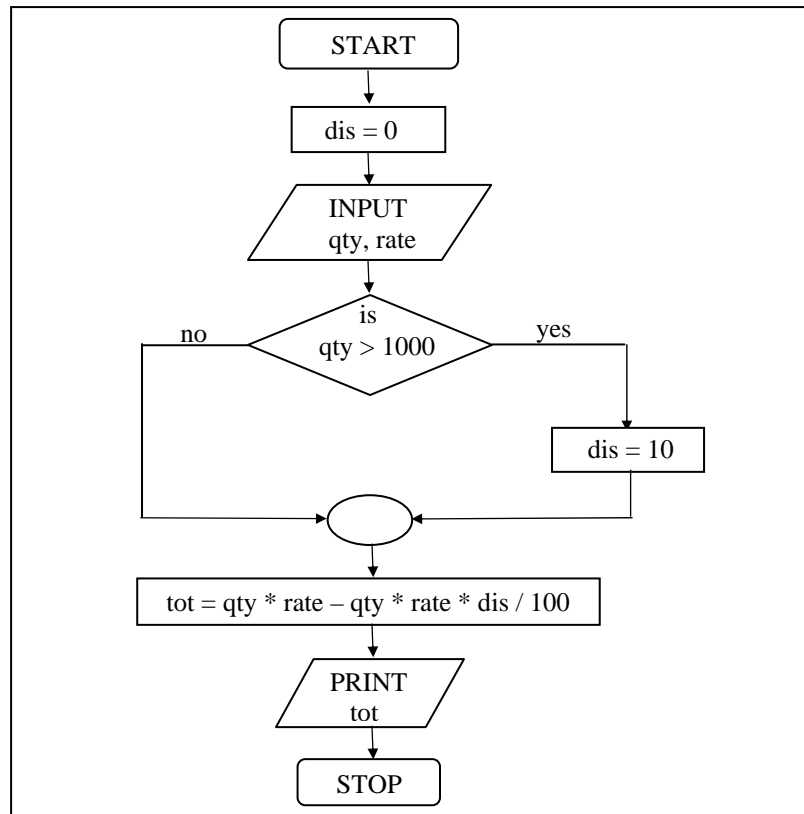 START
dis = 0
INPUT
qty, rate
is
no
yes
qty > 1000
dis = 10
tot = qty * rate – qty * rate * dis / 100
PRINT
tot
STOP